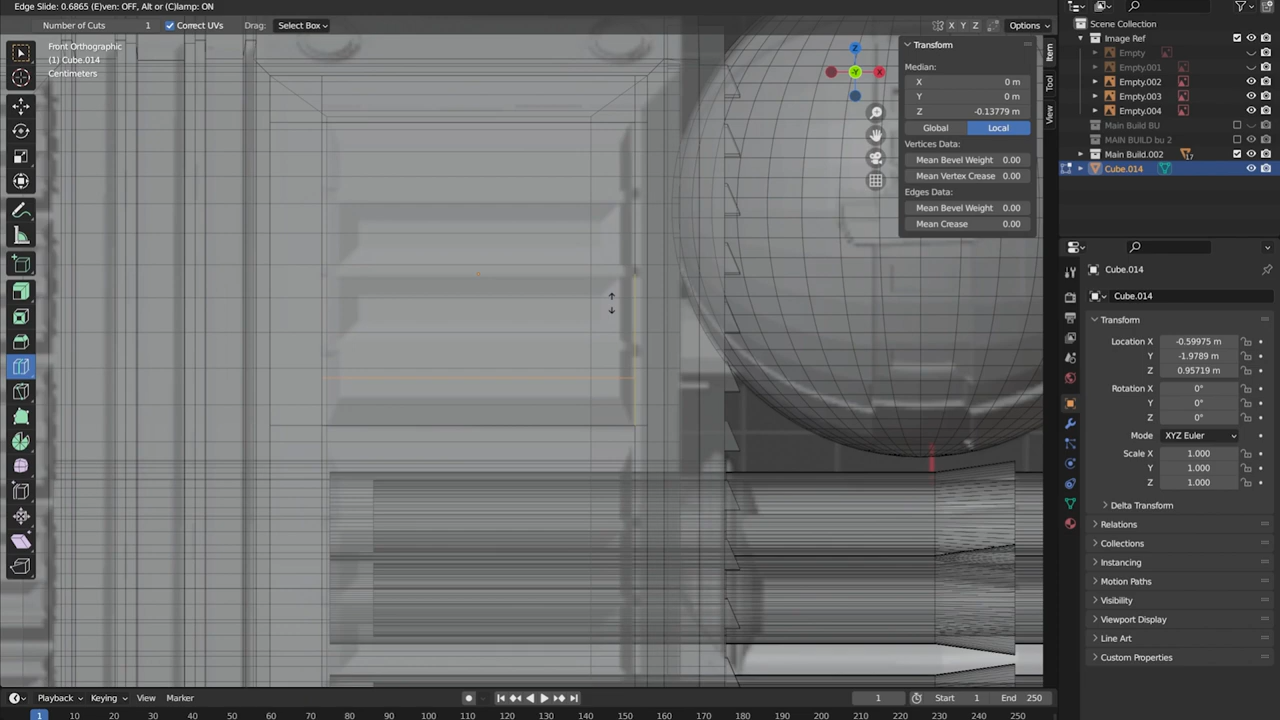 Edge Slide: 0.6865 (E)ven: OFF, Alt or (C)lamp: ON
Number of Cuts 1 Correct UVs Drag: Select Box X Y Z Options
Front Orthographic
(1) Cube.014
Centimeters
Z
-Y X
Transform
Median:
X 0 m
Y 0 m
Z -0.13779 m
Global Local
Vertices Data:
Mean Bevel Weight 0.00
Mean Vertex Crease 0.00
Edges Data:
Mean Bevel Weight 0.00
Mean Crease 0.00
Item
Tool
View
Scene Collection
Image Ref
Empty
Empty.001
Empty.002
Empty.003
Empty.004
Main Build BU
MAIN BUILD bu 2
Main Build.002 17
Cube.014
Cube.014
Cube.014
Transform
Location X -0.59975 m
Y -1.9789 m
Z 0.95719 m
Rotation X 0°
Y 0°
Z 0°
Mode XYZ Euler
Scale X 1.000
Y 1.000
Z 1.000
Delta Transform
Relations
Collections
Instancing
Motion Paths
Visibility
Viewport Display
Line Art
Custom Properties
Playback Keying View Marker 1 Start 1 End 250
1 10 20 30 40 50 60 70 80 90 100 110 120 130 140 150 160 170 180 190 200 210 220 230 240 250